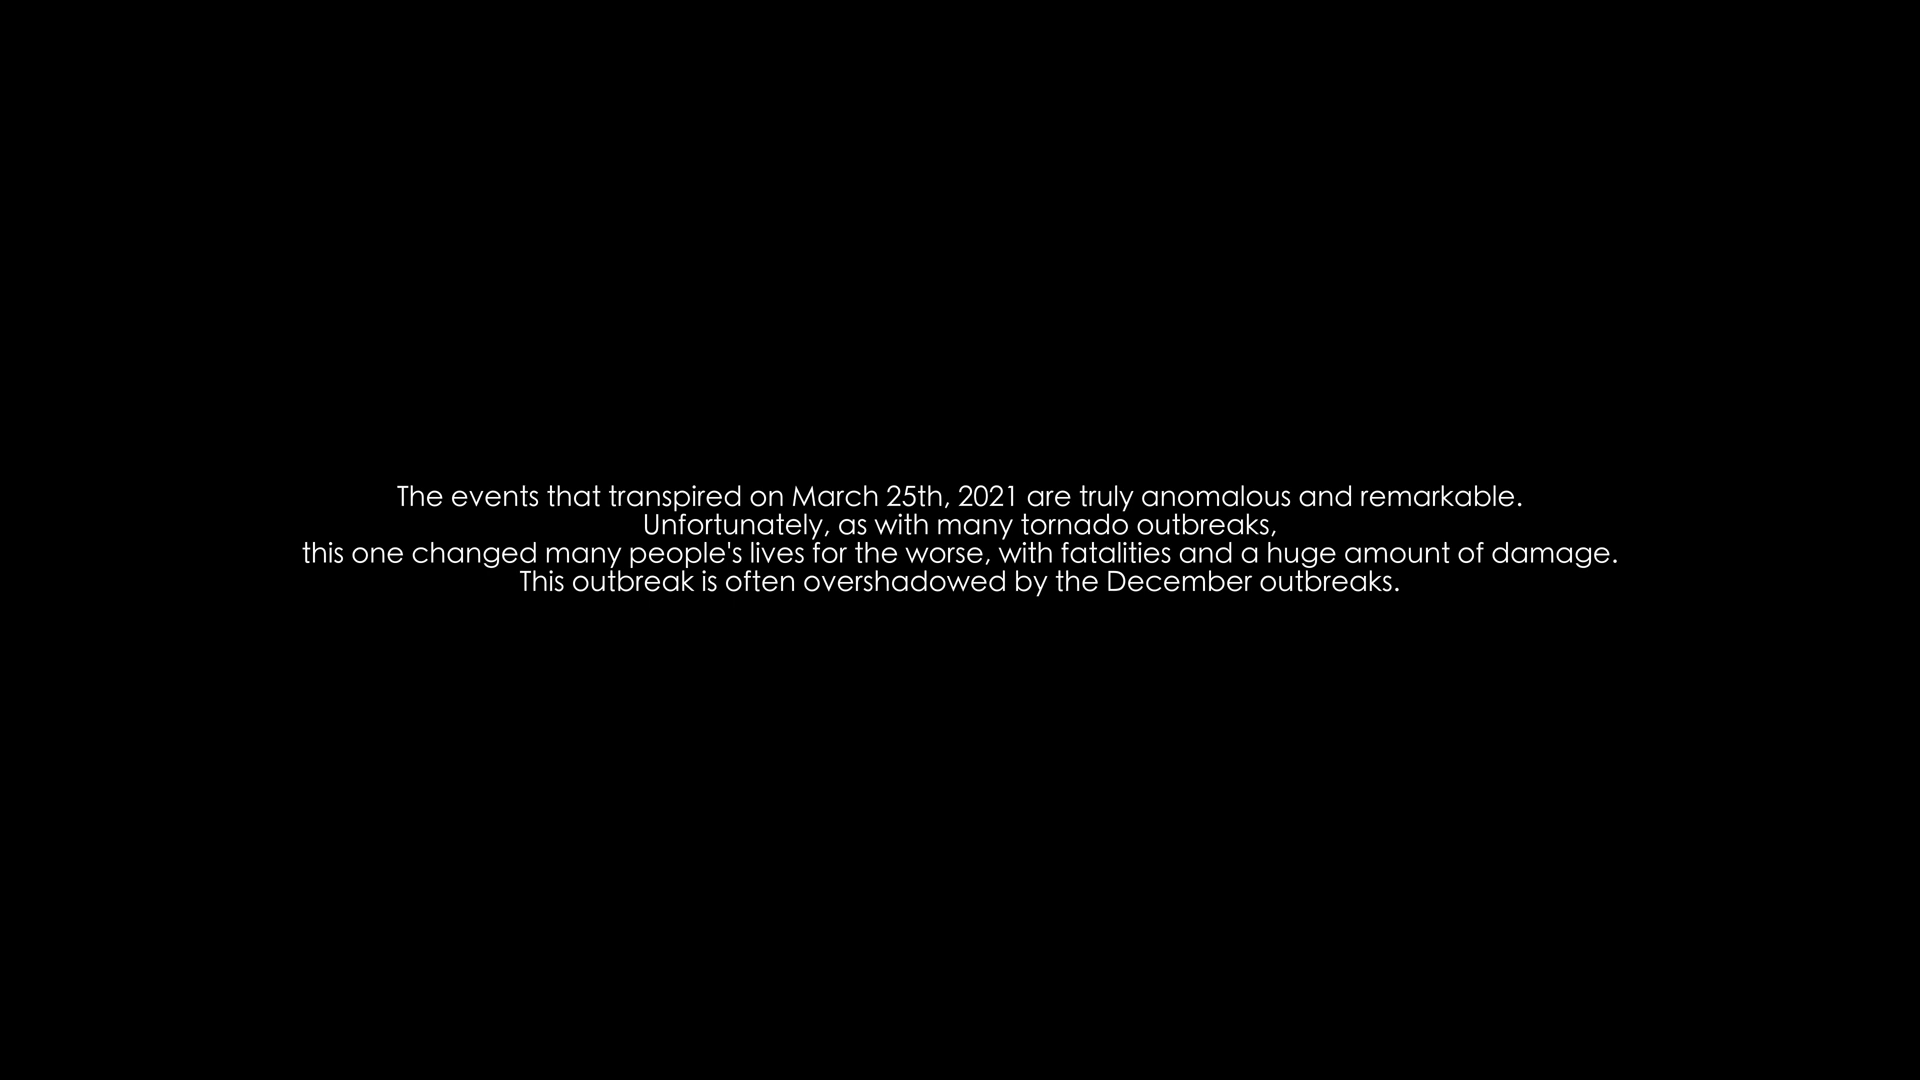 The events that transpired on March 25th, 2021 are truly anomalous and remarkable.
Unfortunately, as with many tornado outbreaks,
this one changed many people's lives for the worse, with fatalities and a huge amount of damage.
This outbreak is often overshadowed by the December outbreaks.